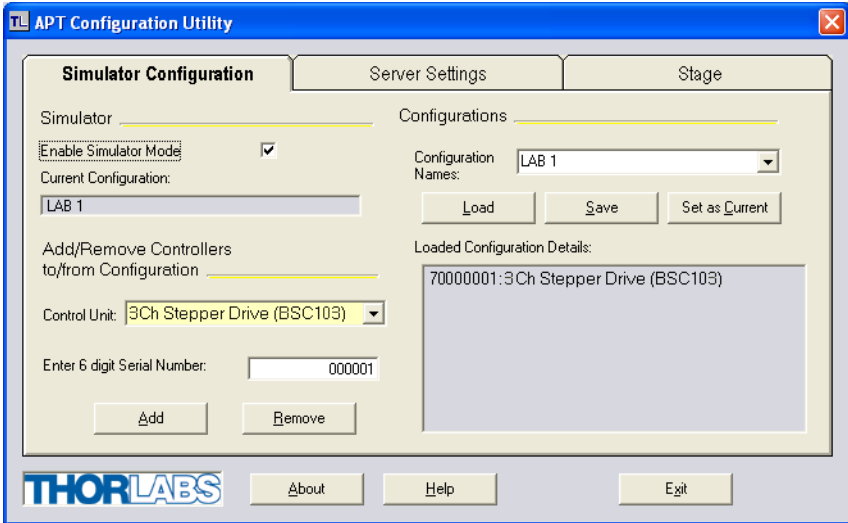 TL APT Configuration Utility
Simulator Configuration
Server Settings
Stage
Simulator
Enable Simulator Mode
Current Configuration:
LAB 1
Add/Remove Controllers
to/from Configuration
Control Unit: 3Ch Stepper Drive (BSC103)
Enter 6 digit Serial Number: 000001
Add
Remove
Configurations
Configuration
Names:
LAB 1
Load
Save
Set as Current
Loaded Configuration Details:
70000001:3Ch Stepper Drive (BSC103)
THORLABS
About
Help
Exit